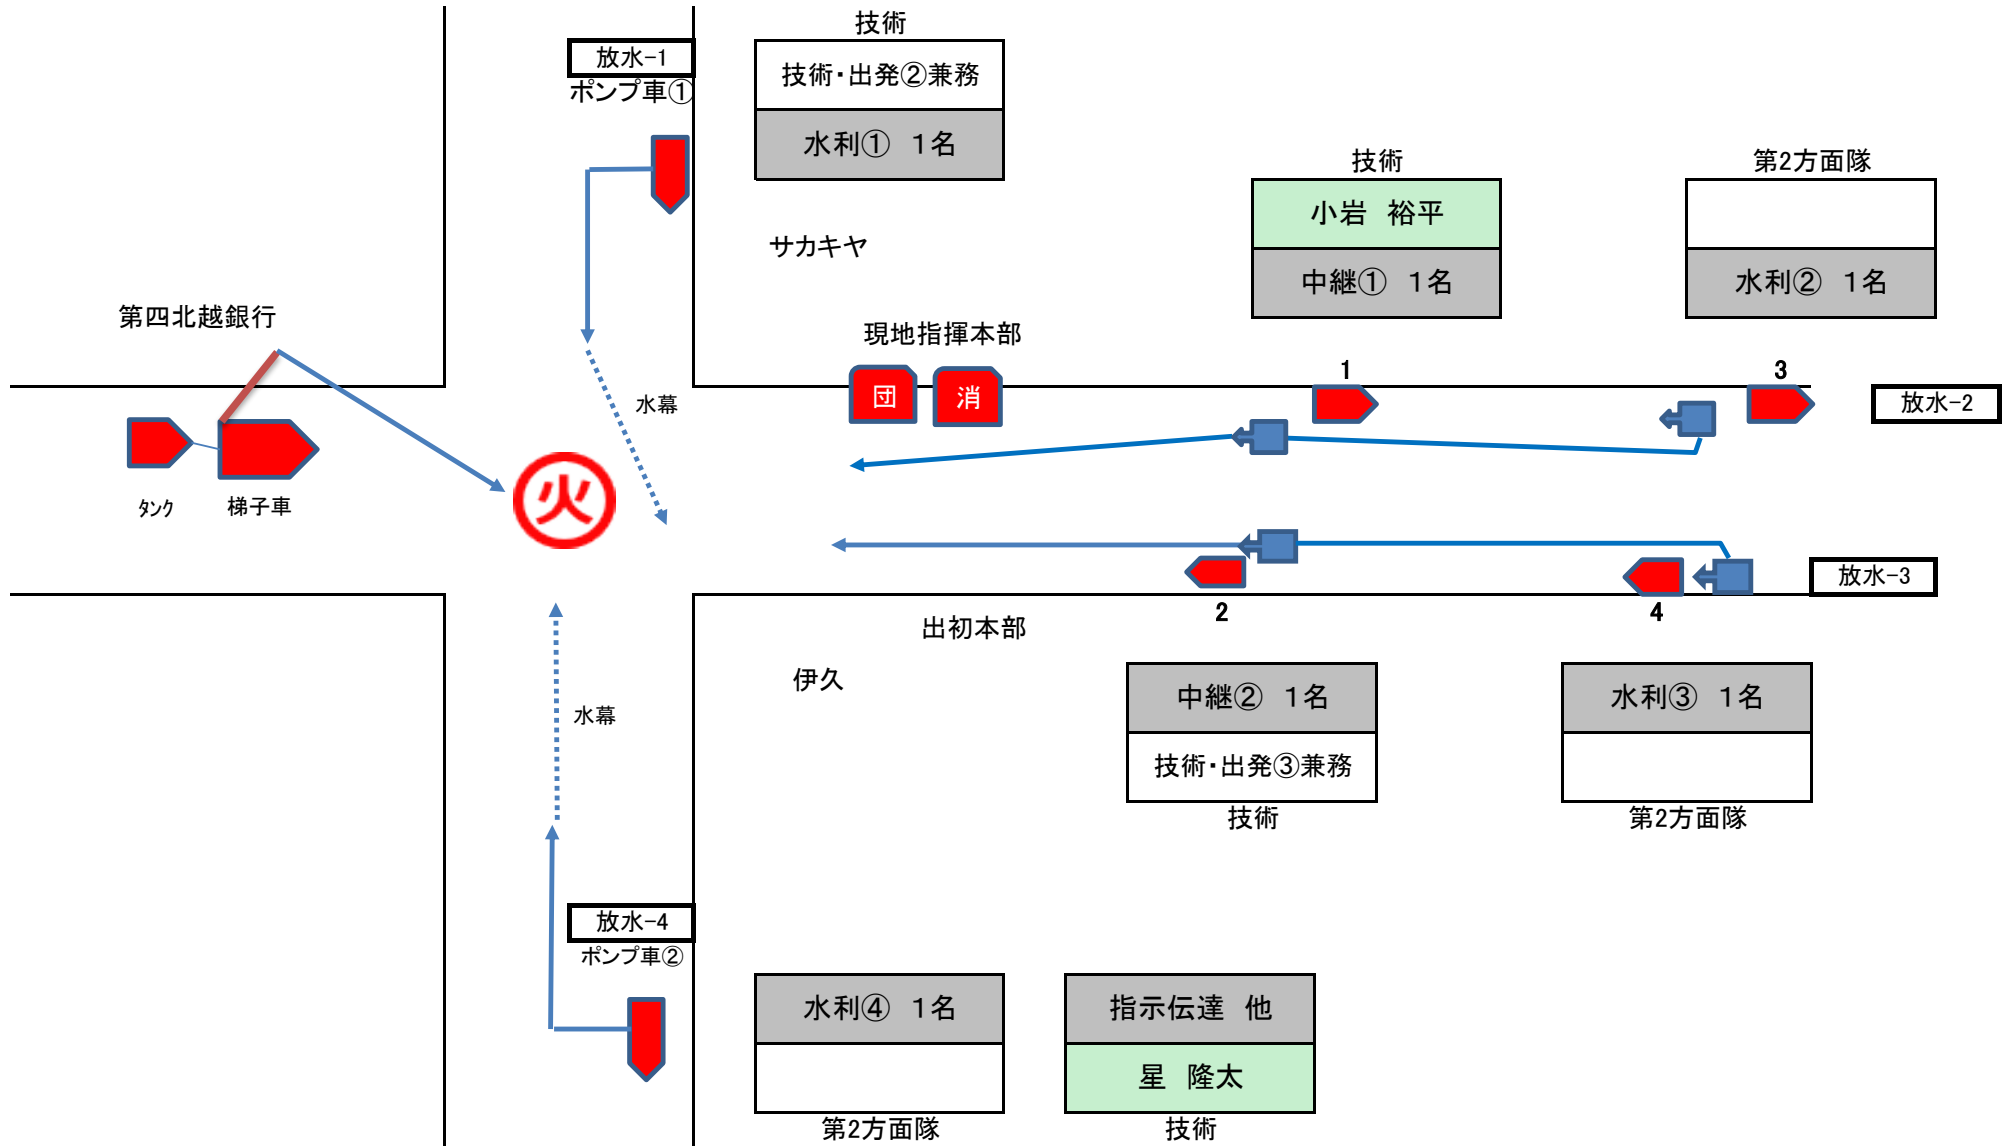 技術
放水-1
技術・出発②兼務
ポンプ車①
水利① 1名
技術
第2方面隊
小岩 裕平
サカキヤ
中継① 1名
水利② 1名
第四北越銀行
現地指揮本部
1
3
団
消
水幕
放水-2
火
タンク
梯子車
放水-3
2
4
出初本部
伊久
中継② 1名
水利③ 1名
水幕
技術・出発③兼務
技術
第2方面隊
放水-4
ポンプ車②
水利④ 1名
指示伝達 他
星 隆太
第2方面隊
技術